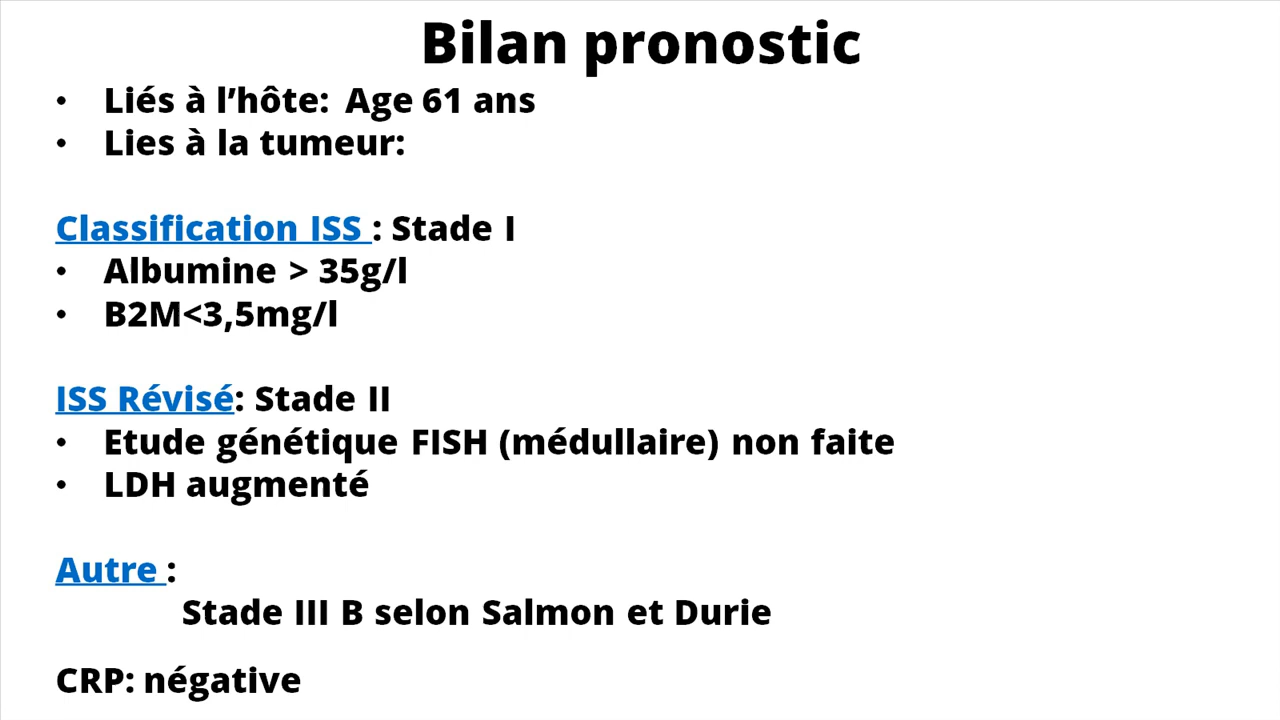 Bilan pronostic
• Liés à l’hôte: Age 61 ans
• Lies à la tumeur:
Classification ISS : Stade I
• Albumine > 35g/l
• B2M<3,5mg/l
ISS Révisé: Stade II
• Etude génétique FISH (médullaire) non faite
• LDH augmenté
Autre :
Stade III B selon Salmon et Durie
CRP: négative